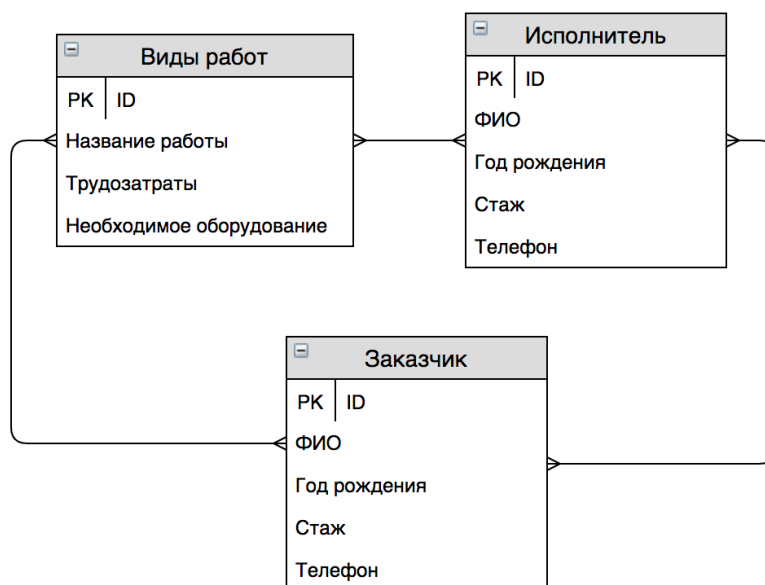 Виды работ
PK ID
Название работы
Трудозатраты
Необходимое оборудование
Исполнитель
PK ID
ФИО
Год рождения
Стаж
Телефон
Заказчик
PK ID
ФИО
Год рождения
Стаж
Телефон